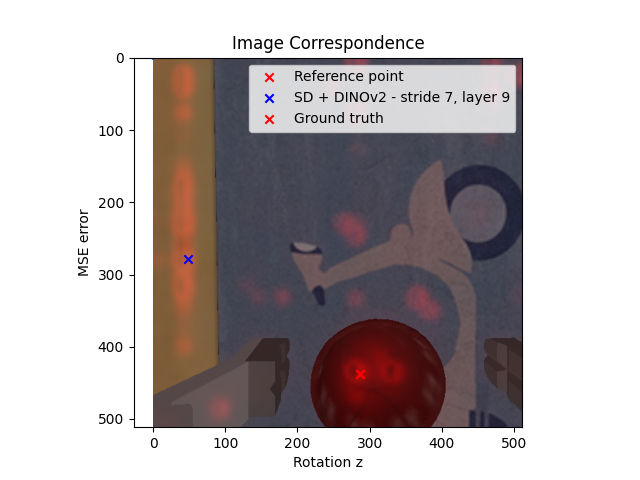 Image Correspondence
Reference point
SD + DINOv2 - stride 7, layer 9
Ground truth
MSE error
0
100
200
300
400
500
0 100 200 300 400 500
Rotation z